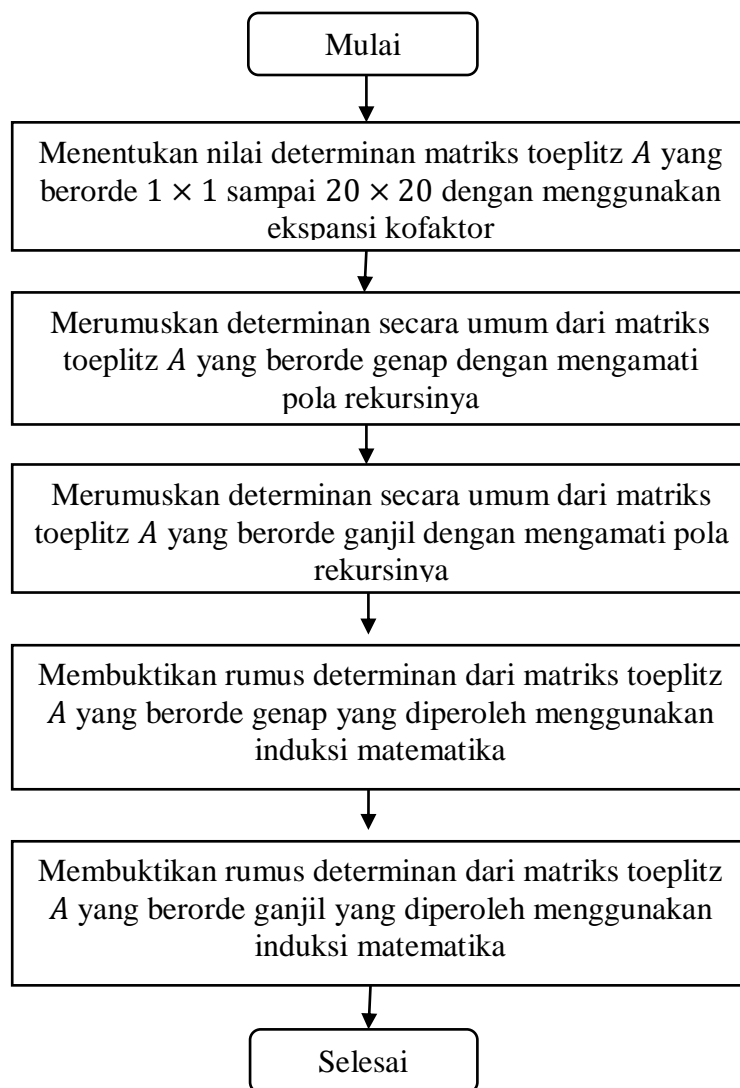 Mulai
Menentukan nilai determinan matriks toeplitz A yang
berorde 1 × 1 sampai 20 × 20 dengan menggunakan
ekspansi kofaktor
Merumuskan determinan secara umum dari matriks
toeplitz A yang berorde genap dengan mengamati
pola rekursinya
Merumuskan determinan secara umum dari matriks
toeplitz A yang berorde ganjil dengan mengamati pola
rekursinya
Membuktikan rumus determinan dari matriks toeplitz
A yang berorde genap yang diperoleh menggunakan
induksi matematika
Membuktikan rumus determinan dari matriks toeplitz
A yang berorde ganjil yang diperoleh menggunakan
induksi matematika
Selesai